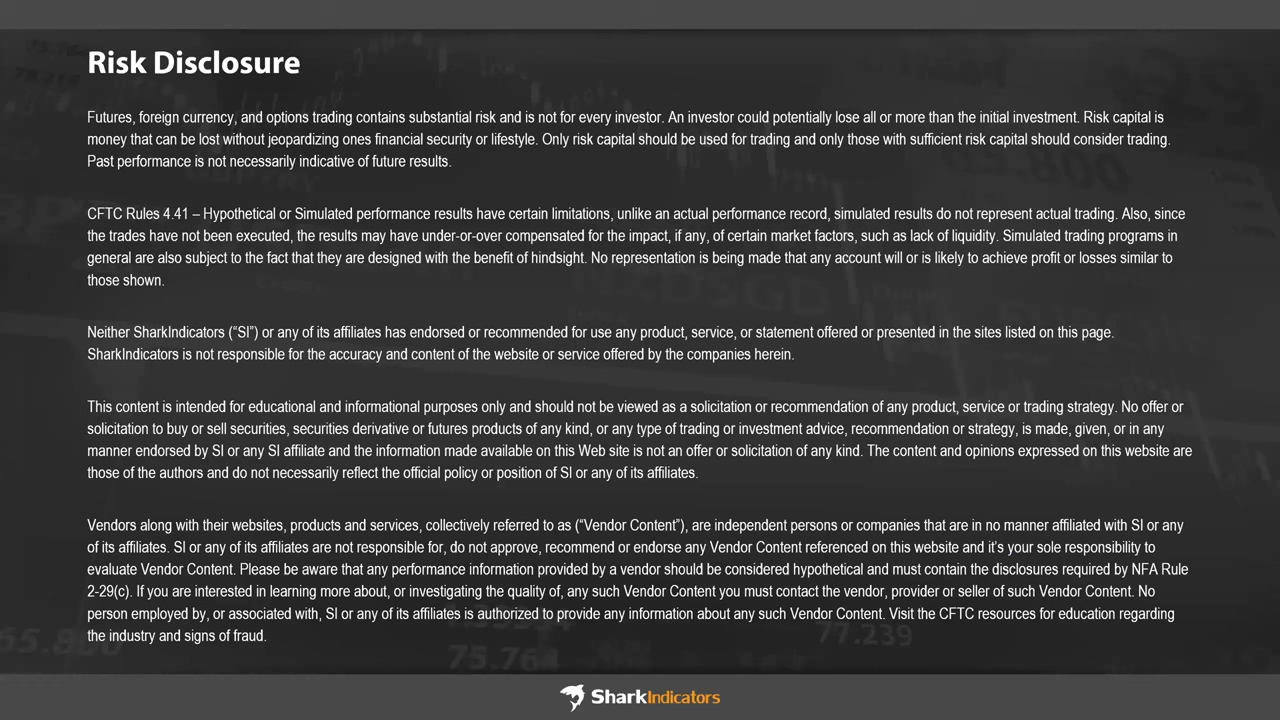 Risk Disclosure
Futures, foreign currency, and options trading contains substantial risk and is not for every investor. An investor could potentially lose all or more than the initial investment. Risk capital is
money that can be lost without jeopardizing ones financial security or lifestyle. Only risk capital should be used for trading and only those with sufficient risk capital should consider trading.
Past performance is not necessarily indicative of future results.
CFTC Rules 4.41 – Hypothetical or Simulated performance results have certain limitations, unlike an actual performance record, simulated results do not represent actual trading. Also, since
the trades have not been executed, the results may have under-or-over compensated for the impact, if any, of certain market factors, such as lack of liquidity. Simulated trading programs in
general are also subject to the fact that they are designed with the benefit of hindsight. No representation is being made that any account will or is likely to achieve profit or losses similar to
those shown.
Neither SharkIndicators (“SI”) or any of its affiliates has endorsed or recommended for use any product, service, or statement offered or presented in the sites listed on this page.
SharkIndicators is not responsible for the accuracy and content of the website or service offered by the companies herein.
This content is intended for educational and informational purposes only and should not be viewed as a solicitation or recommendation of any product, service or trading strategy. No offer or
solicitation to buy or sell securities, securities derivative or futures products of any kind, or any type of trading or investment advice, recommendation or strategy, is made, given, or in any
manner endorsed by SI or any SI affiliate and the information made available on this Web site is not an offer or solicitation of any kind. The content and opinions expressed on this website are
those of the authors and do not necessarily reflect the official policy or position of SI or any of its affiliates.
Vendors along with their websites, products and services, collectively referred to as (“Vendor Content”), are independent persons or companies that are in no manner affiliated with SI or any
of its affiliates. SI or any of its affiliates are not responsible for, do not approve, recommend or endorse any Vendor Content referenced on this website and it’s your sole responsibility to
evaluate Vendor Content. Please be aware that any performance information provided by a vendor should be considered hypothetical and must contain the disclosures required by NFA Rule
2-29(c). If you are interested in learning more about, or investigating the quality of, any such Vendor Content you must contact the vendor, provider or seller of such Vendor Content. No
person employed by, or associated with, SI or any of its affiliates is authorized to provide any information about any such Vendor Content. Visit the CFTC resources for education regarding
the industry and signs of fraud.
77.239
75.764
SharkIndicators